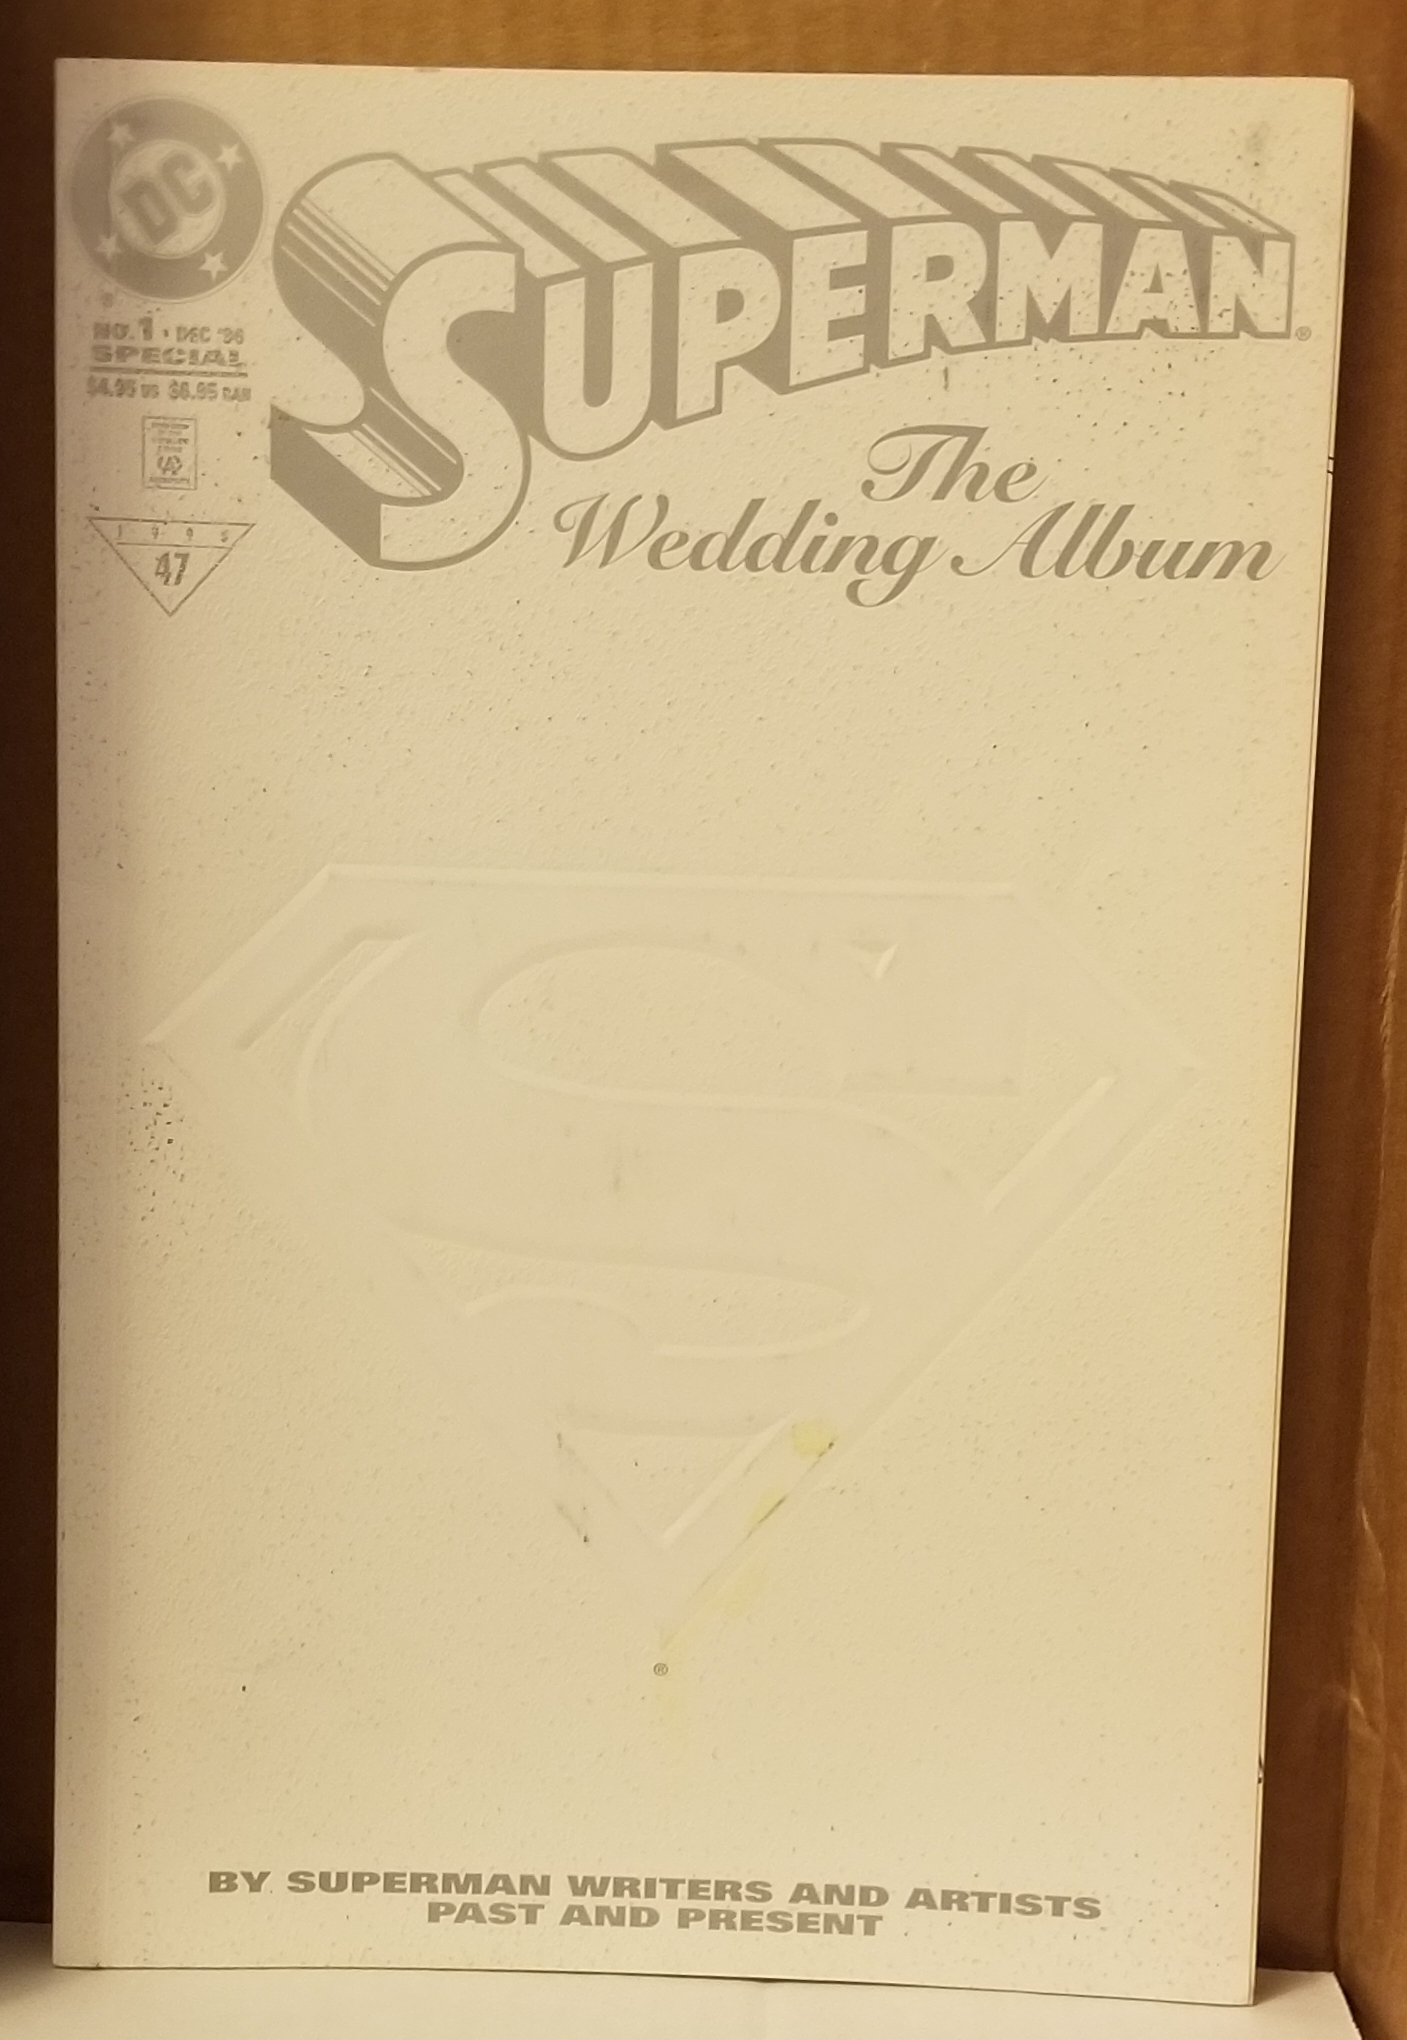 DC
NO. 1 • DEC '96
SPECIAL
$4.95 US $6.95 CAN
SUPERMAN®
The
Wedding Album
47
®
BY SUPERMAN WRITERS AND ARTISTS
PAST AND PRESENT